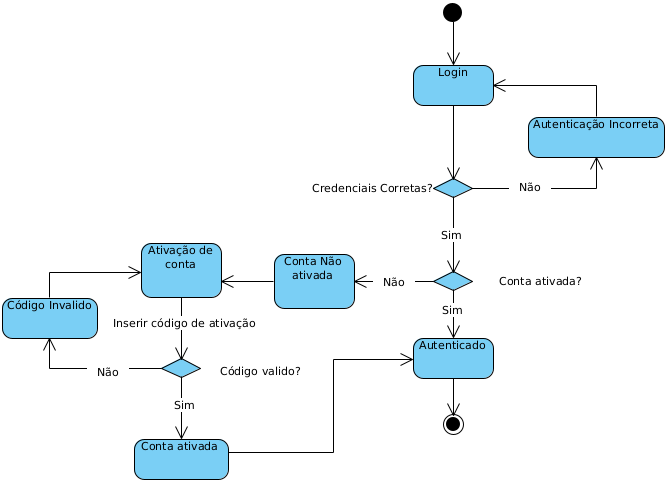 Login
Autenticação Incorreta
Credenciais Corretas?
Não
Sim
Ativação de
conta
Conta Não
ativada
Não
Conta ativada?
Código Invalido
Sim
Inserir código de ativação
Autenticado
Não
Código valido?
Sim
Conta ativada